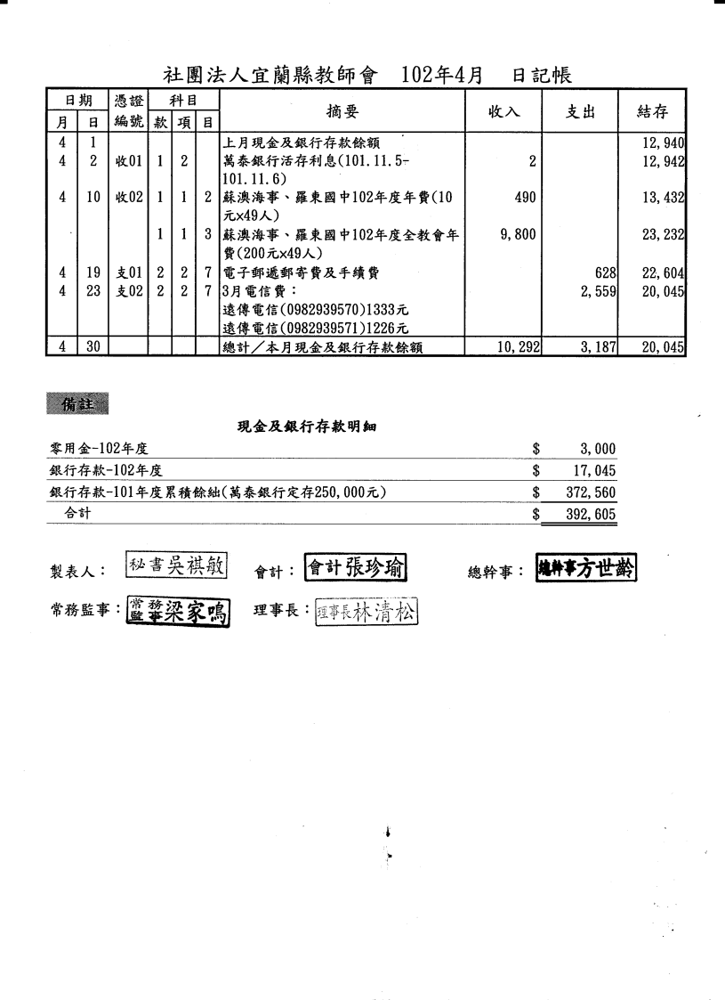 社團法人宜蘭縣教師會 102年4月 日記帳
日期 憑證編號 科目 摘要 收入 支出 結存
月 日 款 項 目
4 1 上月現金及銀行存款餘額 12,940
4 2 收01 1 2 萬泰銀行活存利息(101.11.5- 2 12,942
101.11.6)
4 10 收02 1 1 2 蘇澳海事、羅東國中102年度年費(10 490 13,432
元x49人)
1 1 3 蘇澳海事、羅東國中102年度全教會年 9,800 23,232
費(200元x49人)
4 19 支01 2 2 7 電子郵遞郵寄費及手續費 628 22,604
4 23 支02 2 2 7 3月電信費： 2,559 20,045
遠傳電信(0982939570)1333元
遠傳電信(0982939571)1226元
4 30 總計／本月現金及銀行存款餘額 10,292 3,187 20,045
備註
現金及銀行存款明細
零用金-102年度 $ 3,000
銀行存款-102年度 $ 17,045
銀行存款-101年度累積餘絀(萬泰銀行定存250,000元) $ 372,560
合計 $ 392,605
製表人： 秘書吳祺敏 會計： 會計張珍瑜 總幹事： 總幹事方世齡
常務監事： 常務監事梁家鳴 理事長： 理事長林清松